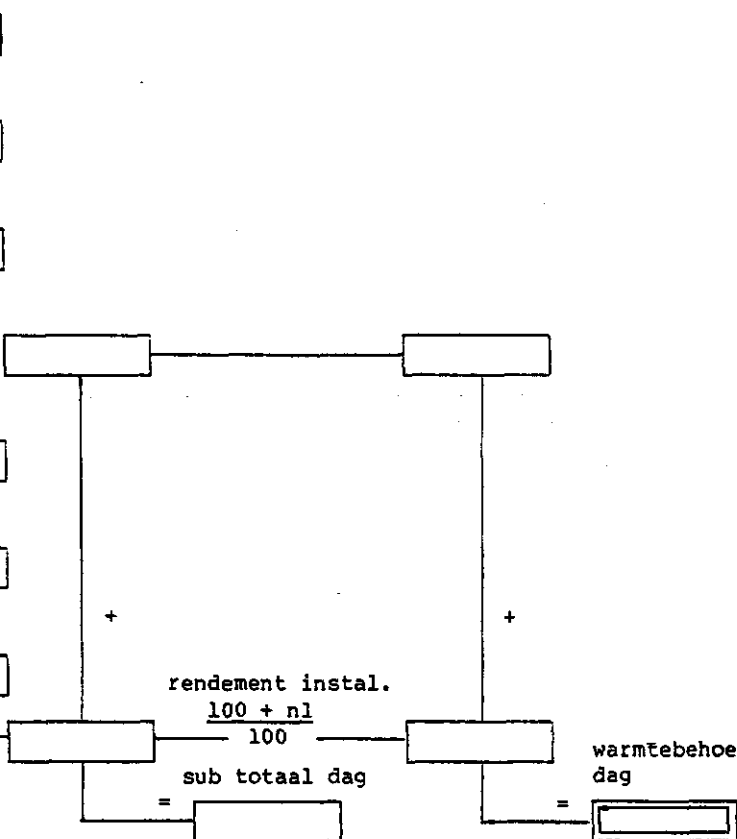 + +
rendement instal.
100 + nl
100
warmtebehoe
dag
sub totaal dag
= =